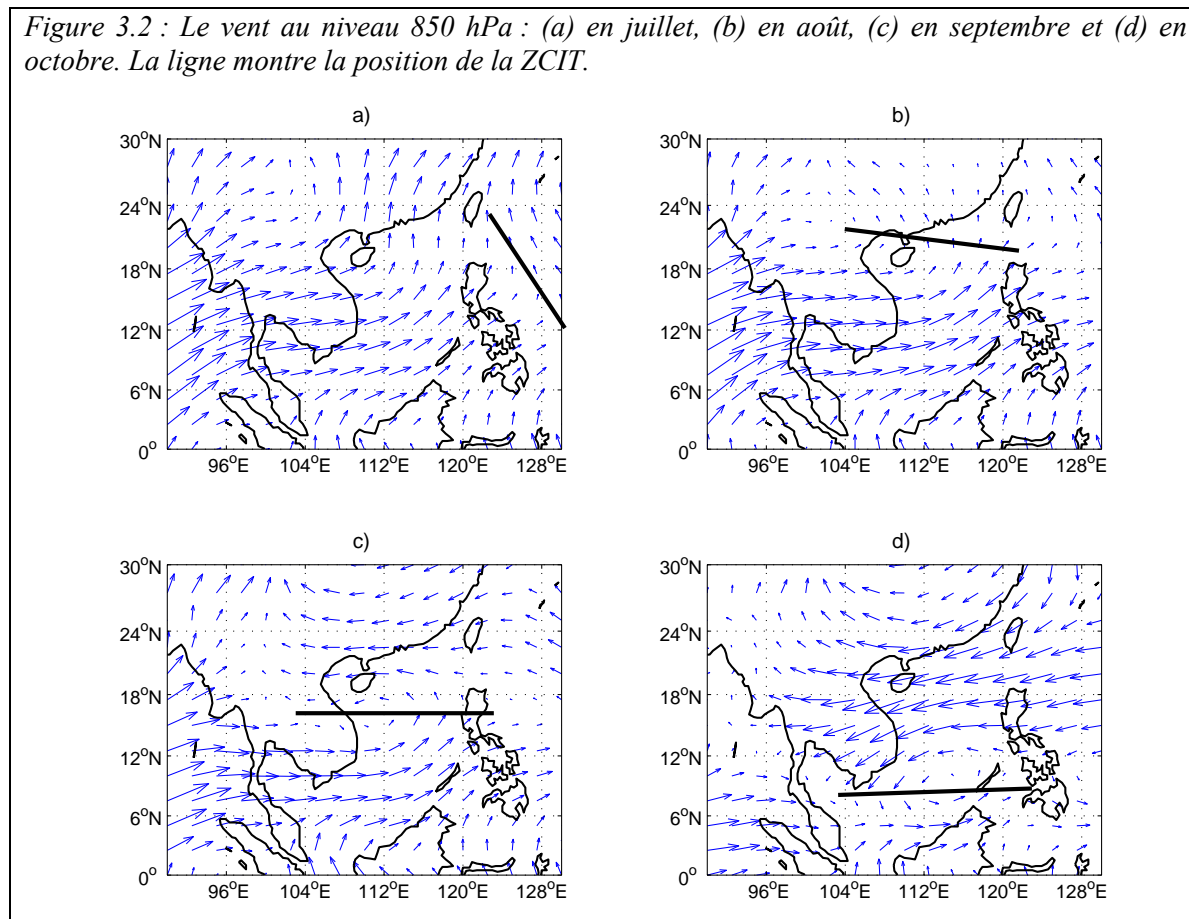 Figure 3.2 : Le vent au niveau 850 hPa : (a) en juillet, (b) en août, (c) en septembre et (d) en
octobre. La ligne montre la position de la ZCIT.
a)
30°N
24°N
18°N
12°N
6°N
0°
96°E 104°E 112°E 120°E 128°E
b)
30°N
24°N
18°N
12°N
6°N
0°
96°E 104°E 112°E 120°E 128°E
c)
30°N
24°N
18°N
12°N
6°N
0°
96°E 104°E 112°E 120°E 128°E
d)
30°N
24°N
18°N
12°N
6°N
0°
96°E 104°E 112°E 120°E 128°E